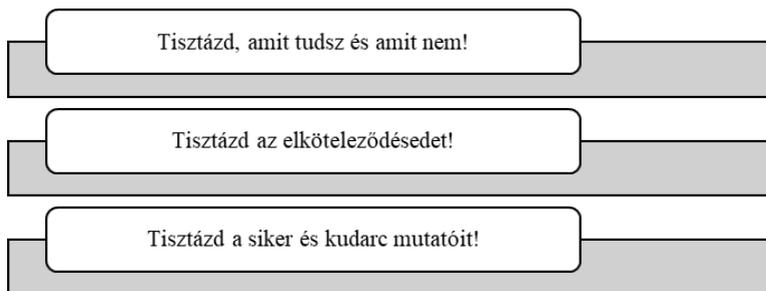 Tisztázd, amit tudsz és amit nem!
Tisztázd az elköteleződésedet!
Tisztázd a siker és kudarc mutatóit!